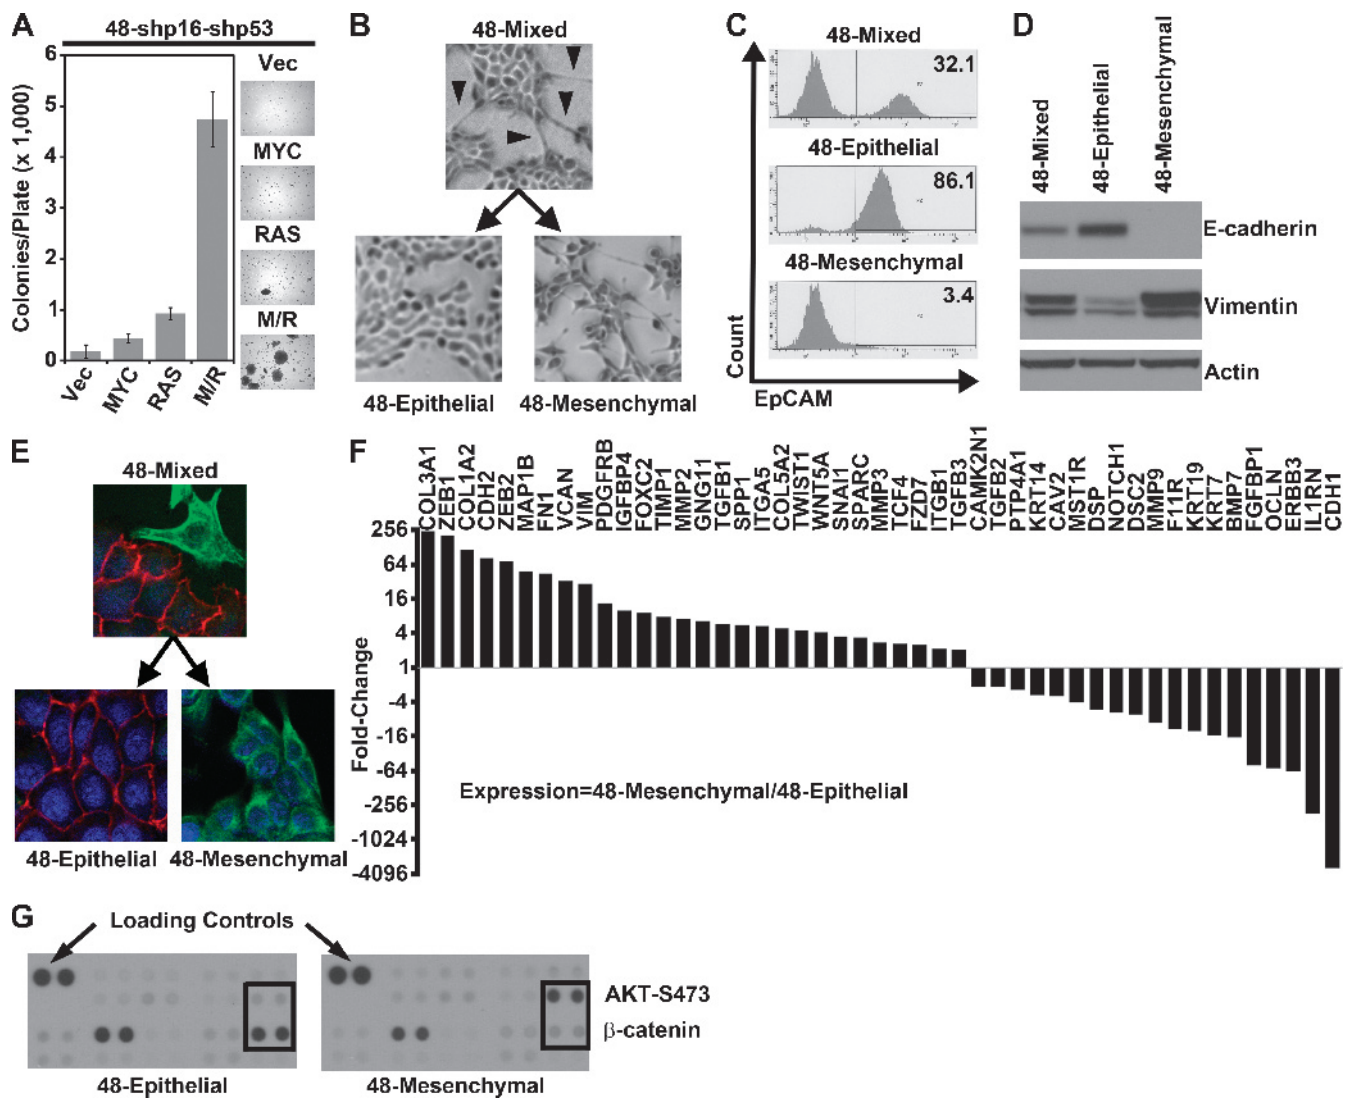 A
48-shp16-shp53
Colonies/Plate (x 1,000)
6
5
4
3
2
1
0
Vec
MYC
RAS
M/R
Vec
MYC
RAS
M/R
B
48-Mixed
48-Epithelial
48-Mesenchymal
C
48-Mixed
32.1
48-Epithelial
86.1
48-Mesenchymal
3.4
Count
EpCAM
D
48-Mixed
48-Epithelial
48-Mesenchymal
E-cadherin
Vimentin
Actin
E
48-Mixed
48-Epithelial
48-Mesenchymal
F
COL3A1
ZEB1
COL1A2
CDH2
ZEB2
MAP1B
FN1
VCAN
VIM
PDGFRB
IGFBP4
FOXC2
TIMP1
MMP2
GNG11
TGFB1
SPP1
ITGA5
COL5A2
TWIST1
WNT5A
SNAI1
SPARC
MMP3
TCF4
FZD7
ITGB1
TGFB3
CAMK2N1
TGFB2
PTP4A1
KRT14
CAV2
MST1R
DSP
NOTCH1
DSC2
MMP9
F11R
KRT19
KRT7
BMP7
FGFBP1
OCLN
ERBB3
IL1RN
CDH1
Fold-Change
256
64
16
4
1
-4
-16
-64
-256
-1024
-4096
Expression=48-Mesenchymal/48-Epithelial
G
Loading Controls
AKT-S473
β-catenin
48-Epithelial
48-Mesenchymal